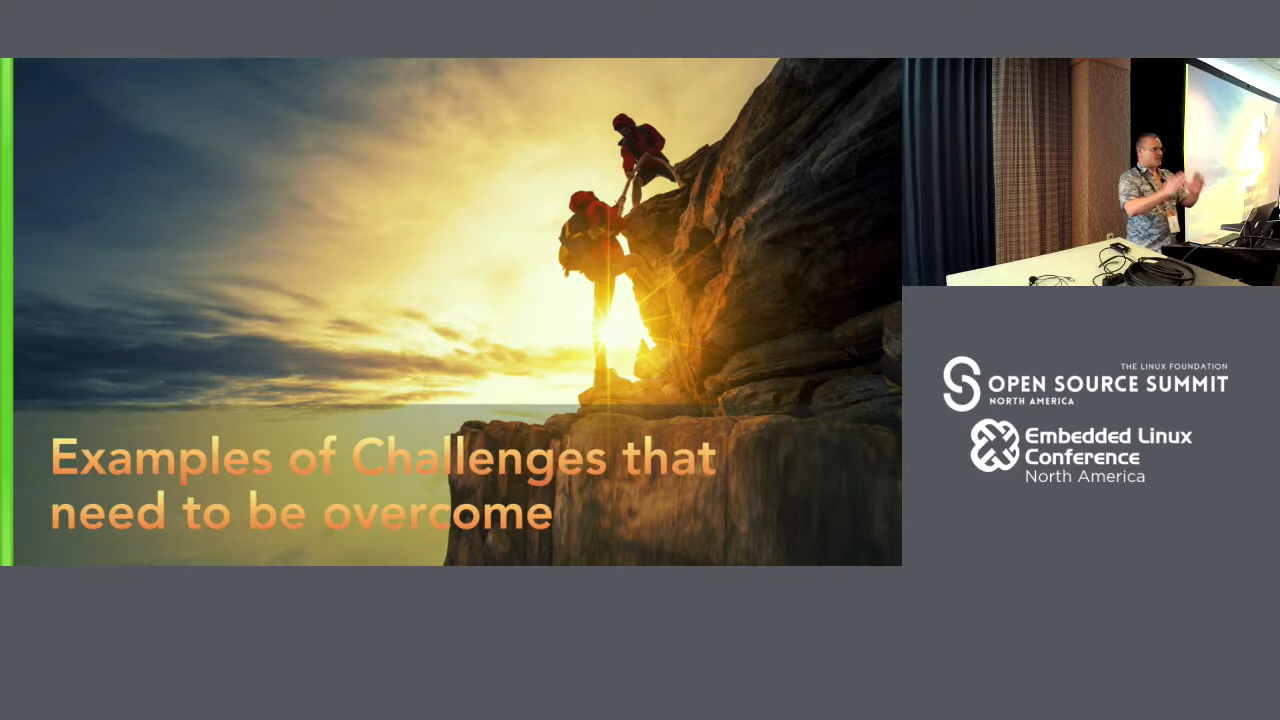 Examples of Challenges that
need to be overcome
THE LINUX FOUNDATION
OPEN SOURCE SUMMIT
NORTH AMERICA
Embedded Linux
Conference
North America